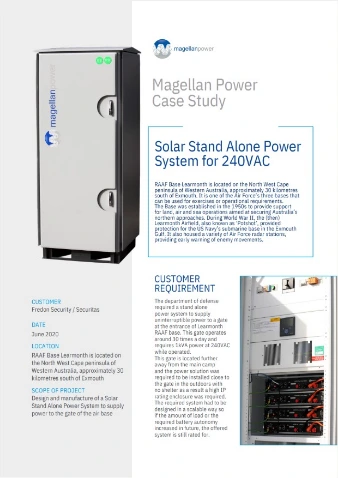 magellanpower
magellanpower
Magellan Power
Case Study
Solar Stand Alone Power
System for 240VAC
RAAF Base Learmonth is located on the North West Cape
peninsula of Western Australia, approximately, 30 kilometres
south of Exmouth. It is one of the Air Force's three bases that
can be used for exercises or operational requirements.
The Base was established in the 1950s to provide support
for land, air and sea operations aimed at securing Australia's
northern approaches. During World War II, the (then)
Learmonth Airfield, also known as "Potshot", provided
protection for the US Navy's submarine base in the Exmouth
Gulf. It also housed a variety of Air Force radar stations,
providing early warning of enemy movements.
CUSTOMER
REQUIREMENT
The department of defense
required a stand alone
power system to supply
uninterruptible power to a gate
at the entrance of Learmonth
RAAF base. This gate operates
around 30 times a day and
requires 1kVA power at 240VAC
while operated.
This gate is located further
away from the main camp
and the power solution was
required to be installed close to
the gate in the outdoors with
no shelter as a result a high IP
rating enclosure was required.
The required system had to be
designed in a scalable way so
if the amount of load or the
required battery autonomy
increased in future, the offered
system is still rated for.
CUSTOMER
Fredon Security / Securitas
DATE
June 2020
LOCATION
RAAF Base Learmonth is located on
the North West Cape peninsula of
Western Australia, approximately 30
kilometres south of Exmouth
SCOPE OF PROJECT
Design and manufacture of a Solar
Stand Alone Power System to supply
power to the gate of the air base